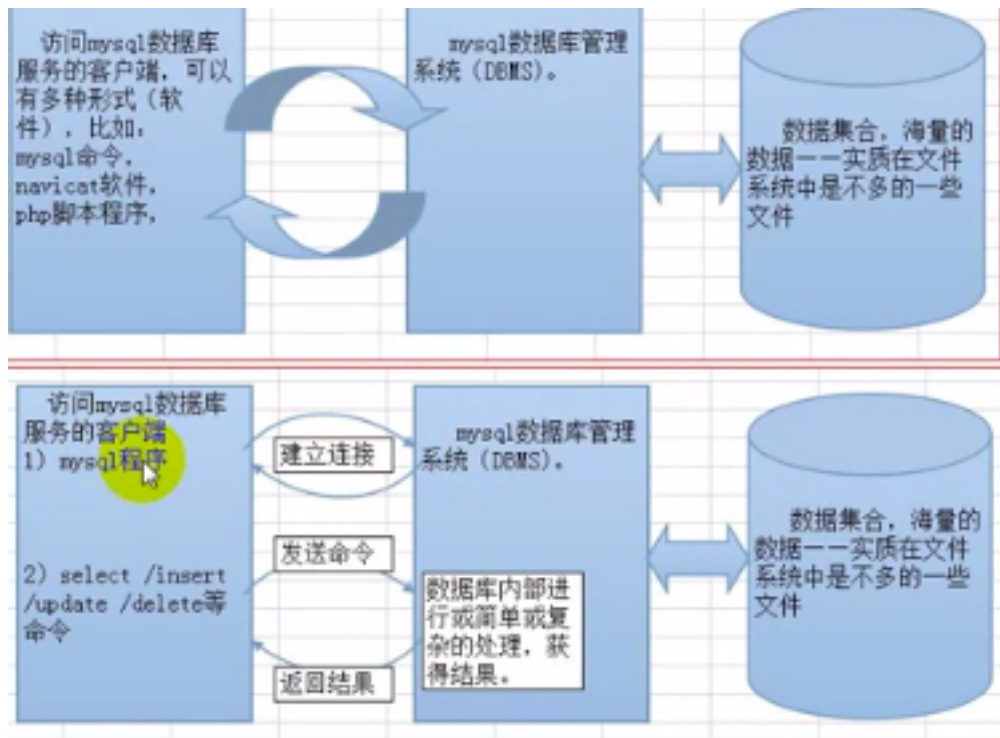 访问mysql数据库
服务的客户端，可以
有多种形式（软
件），比如：
mysql命令，
navicat软件，
php脚本程序，
mysql数据库管理
系统（DBMS）。
数据集合，海量的
数据——实质在文件
系统中是不多的一些
文件
访问mysql数据库
服务的客户端
1）mysql程序
2）select /insert
/update /delete等
命令
建立连接
发送命令
返回结果
mysql数据库管理
系统（DBMS）。
数据库内部进
行或简单或复
杂的处理，获
得结果。
数据集合，海量的
数据——实质在文件
系统中是不多的一些
文件